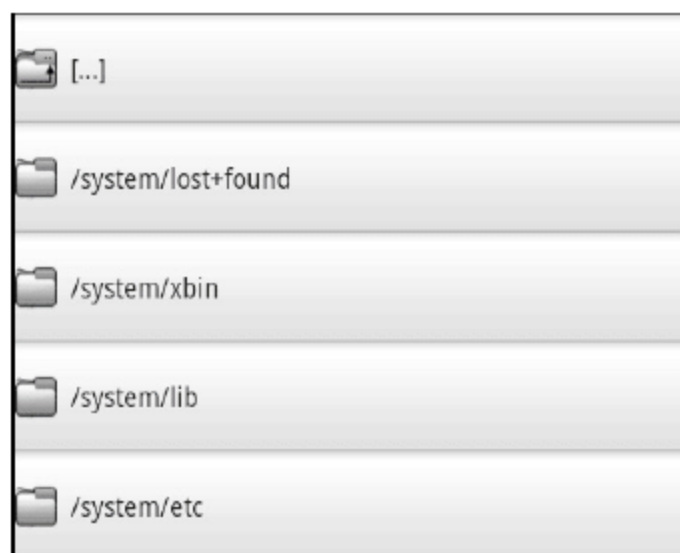 [...]
/system/lost+found
/system/xbin
/system/lib
/system/etc